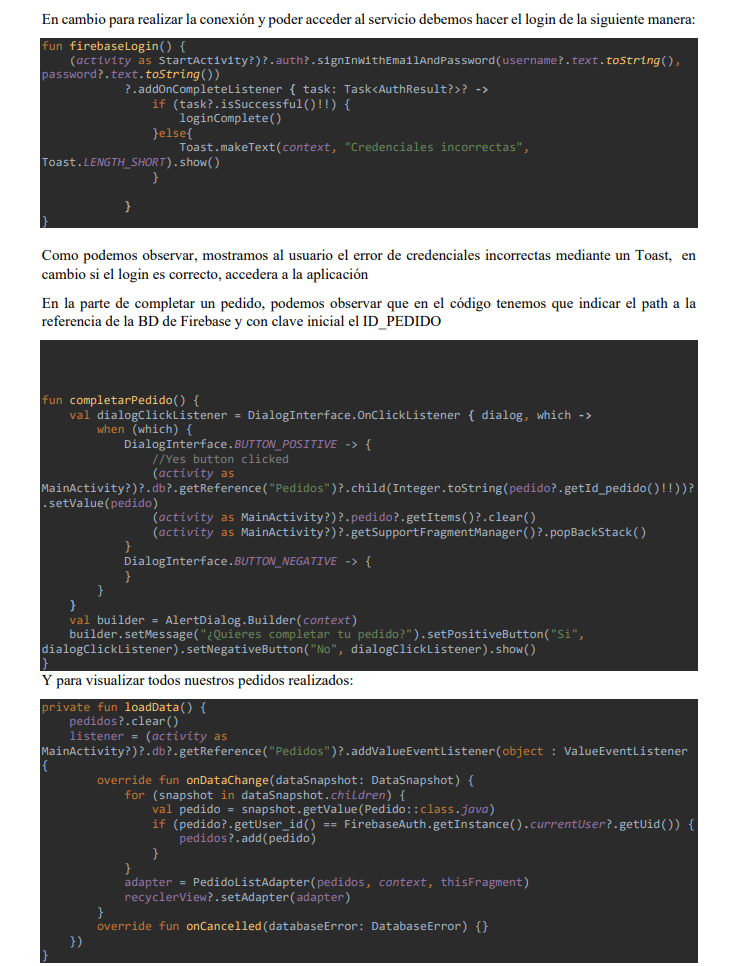 En cambio para realizar la conexión y poder acceder al servicio debemos hacer el login de la siguiente manera:
fun firebaseLogin() {
    (activity as StartActivity?)?.auth?.signInWithEmailAndPassword(username?.text.toString(),
password?.text.toString())
            ?.addOnCompleteListener { task: Task<AuthResult?>? ->
                if (task?.isSuccessful()!!) {
                    loginComplete()
                }else{
                    Toast.makeText(context, "Credenciales incorrectas",
Toast.LENGTH_SHORT).show()
                }
            }
}
Como podemos observar, mostramos al usuario el error de credenciales incorrectas mediante un Toast, en
cambio si el login es correcto, accedera a la aplicación
En la parte de completar un pedido, podemos observar que en el código tenemos que indicar el path a la
referencia de la BD de Firebase y con clave inicial el ID_PEDIDO
fun completarPedido() {
    val dialogClickListener = DialogInterface.OnClickListener { dialog, which ->
        when (which) {
            DialogInterface.BUTTON_POSITIVE -> {
                //Yes button clicked
                (activity as
MainActivity?)?.db?.getReference("Pedidos")?.child(Integer.toString(pedido?.getId_pedido()!!))?
.setValue(pedido)
                (activity as MainActivity?)?.pedido?.getItems()?.clear()
                (activity as MainActivity?)?.getSupportFragmentManager()?.popBackStack()
            }
            DialogInterface.BUTTON_NEGATIVE -> {
            }
        }
    }
    val builder = AlertDialog.Builder(context)
    builder.setMessage("¿Quieres completar tu pedido?").setPositiveButton("Si",
dialogClickListener).setNegativeButton("No", dialogClickListener).show()
}
Y para visualizar todos nuestros pedidos realizados:
private fun loadData() {
    pedidos?.clear()
    listener = (activity as
MainActivity?)?.db?.getReference("Pedidos")?.addValueEventListener(object : ValueEventListener
{
        override fun onDataChange(dataSnapshot: DataSnapshot) {
            for (snapshot in dataSnapshot.children) {
                val pedido = snapshot.getValue(Pedido::class.java)
                if (pedido?.getUser_id() == FirebaseAuth.getInstance().currentUser?.getUid()) {
                    pedidos?.add(pedido)
                }
            }
            adapter = PedidoListAdapter(pedidos, context, thisFragment)
            recyclerView?.setAdapter(adapter)
        }
        override fun onCancelled(databaseError: DatabaseError) {}
    })
}